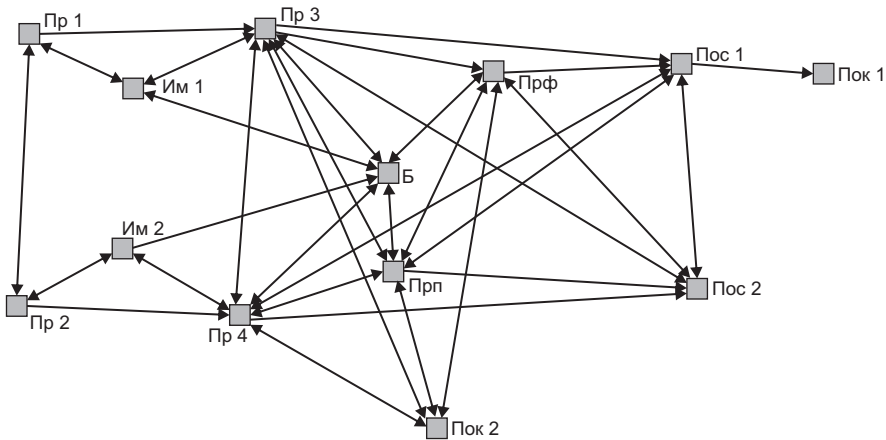 Пр 1
Пр 3
Пос 1
Пок 1
Им 1
Прф
Б
Им 2
Прп
Пос 2
Пр 2
Пр 4
Пок 2